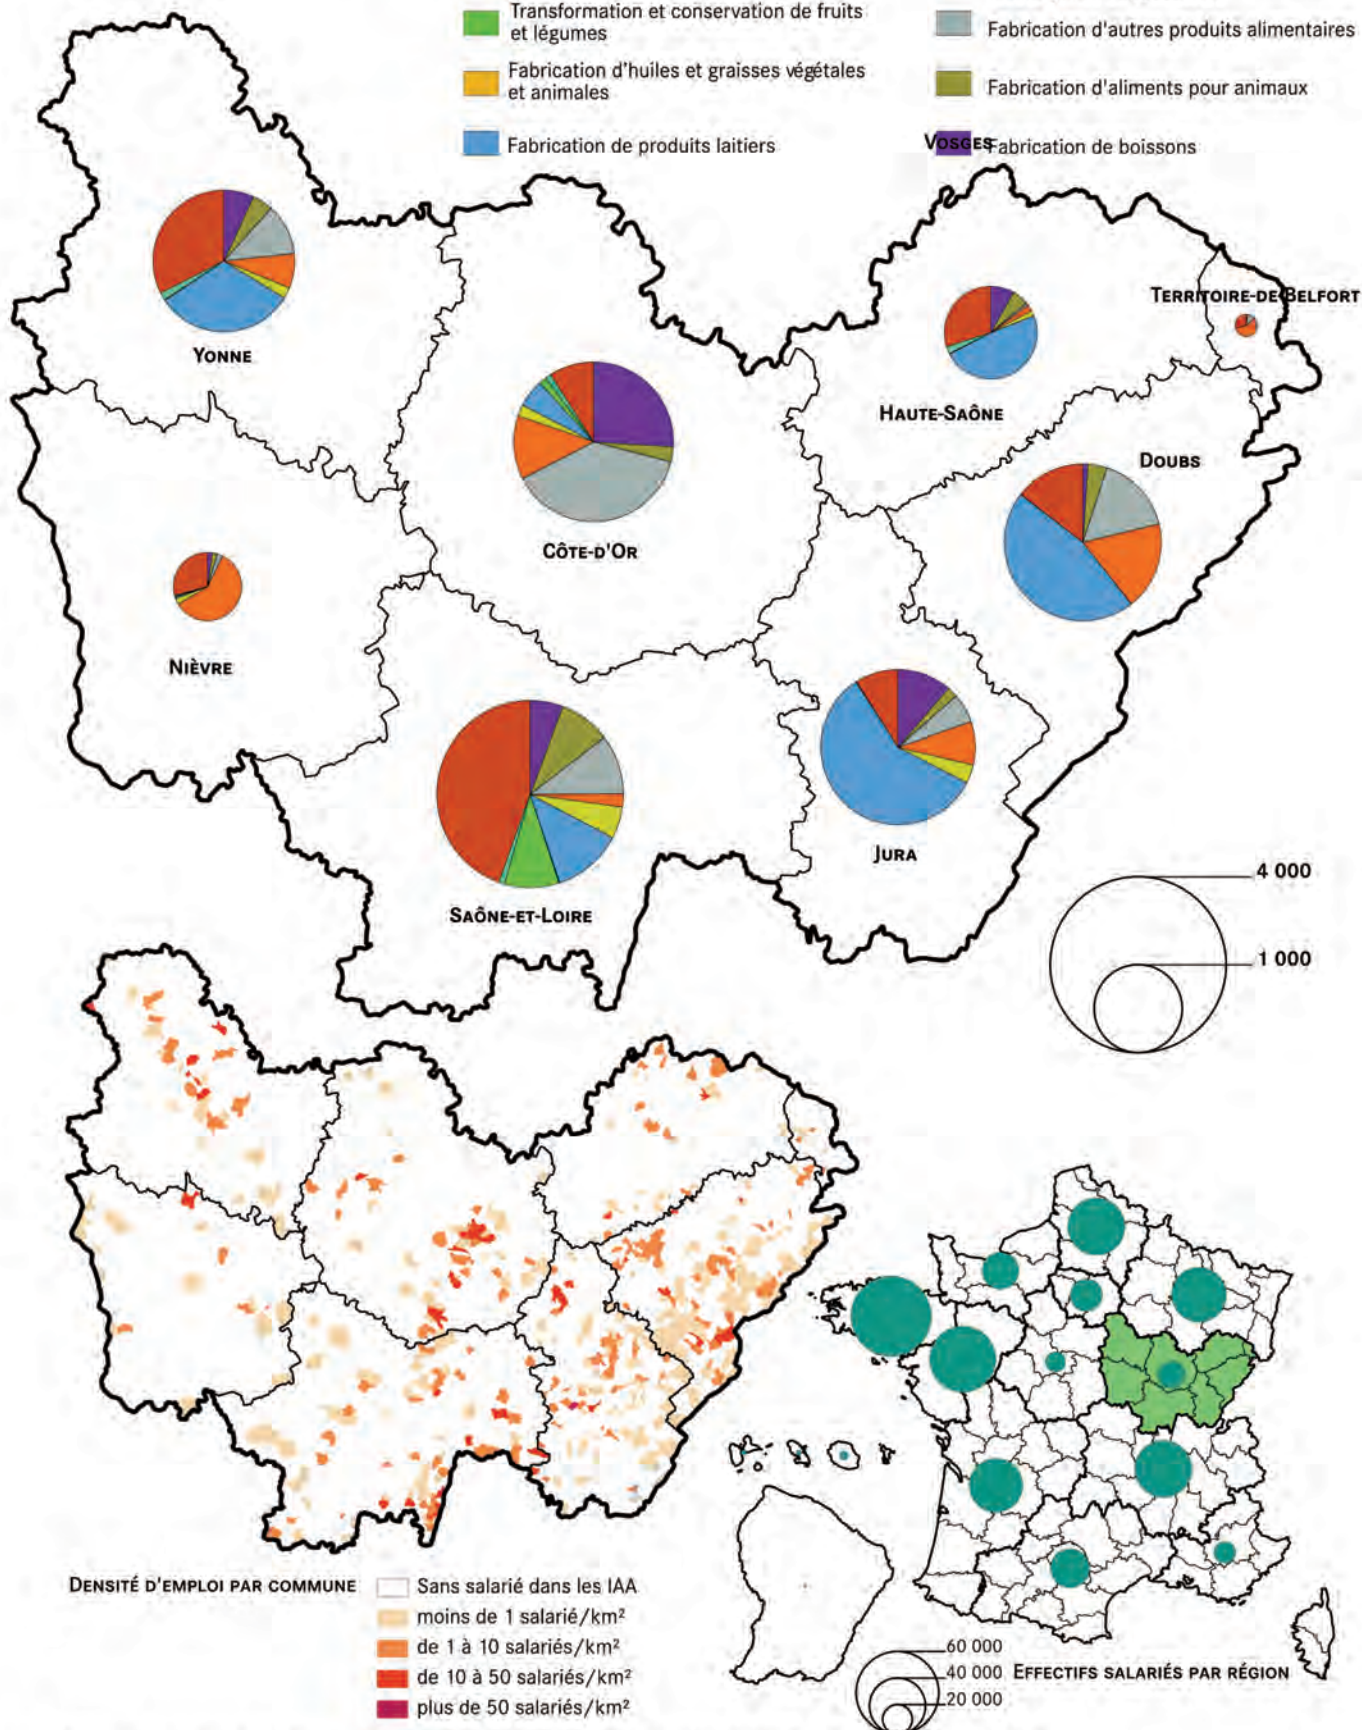 Transformation et conservation de fruits
et légumes
Fabrication d'huiles et graisses végétales
et animales
Fabrication de produits laitiers
Fabrication d'autres produits alimentaires
Fabrication d'aliments pour animaux
Fabrication de boissons
VOSGES
YONNE
TERRITOIRE-DE-BELFORT
HAUTE-SAÔNE
DOUBS
CÔTE-D'OR
NIÈVRE
JURA
SAÔNE-ET-LOIRE
4 000
1 000
DENSITÉ D'EMPLOI PAR COMMUNE
Sans salarié dans les IAA
moins de 1 salarié/km²
de 1 à 10 salariés/km²
de 10 à 50 salariés/km²
plus de 50 salariés/km²
60 000
40 000
20 000
EFFECTIFS SALARIÉS PAR RÉGION